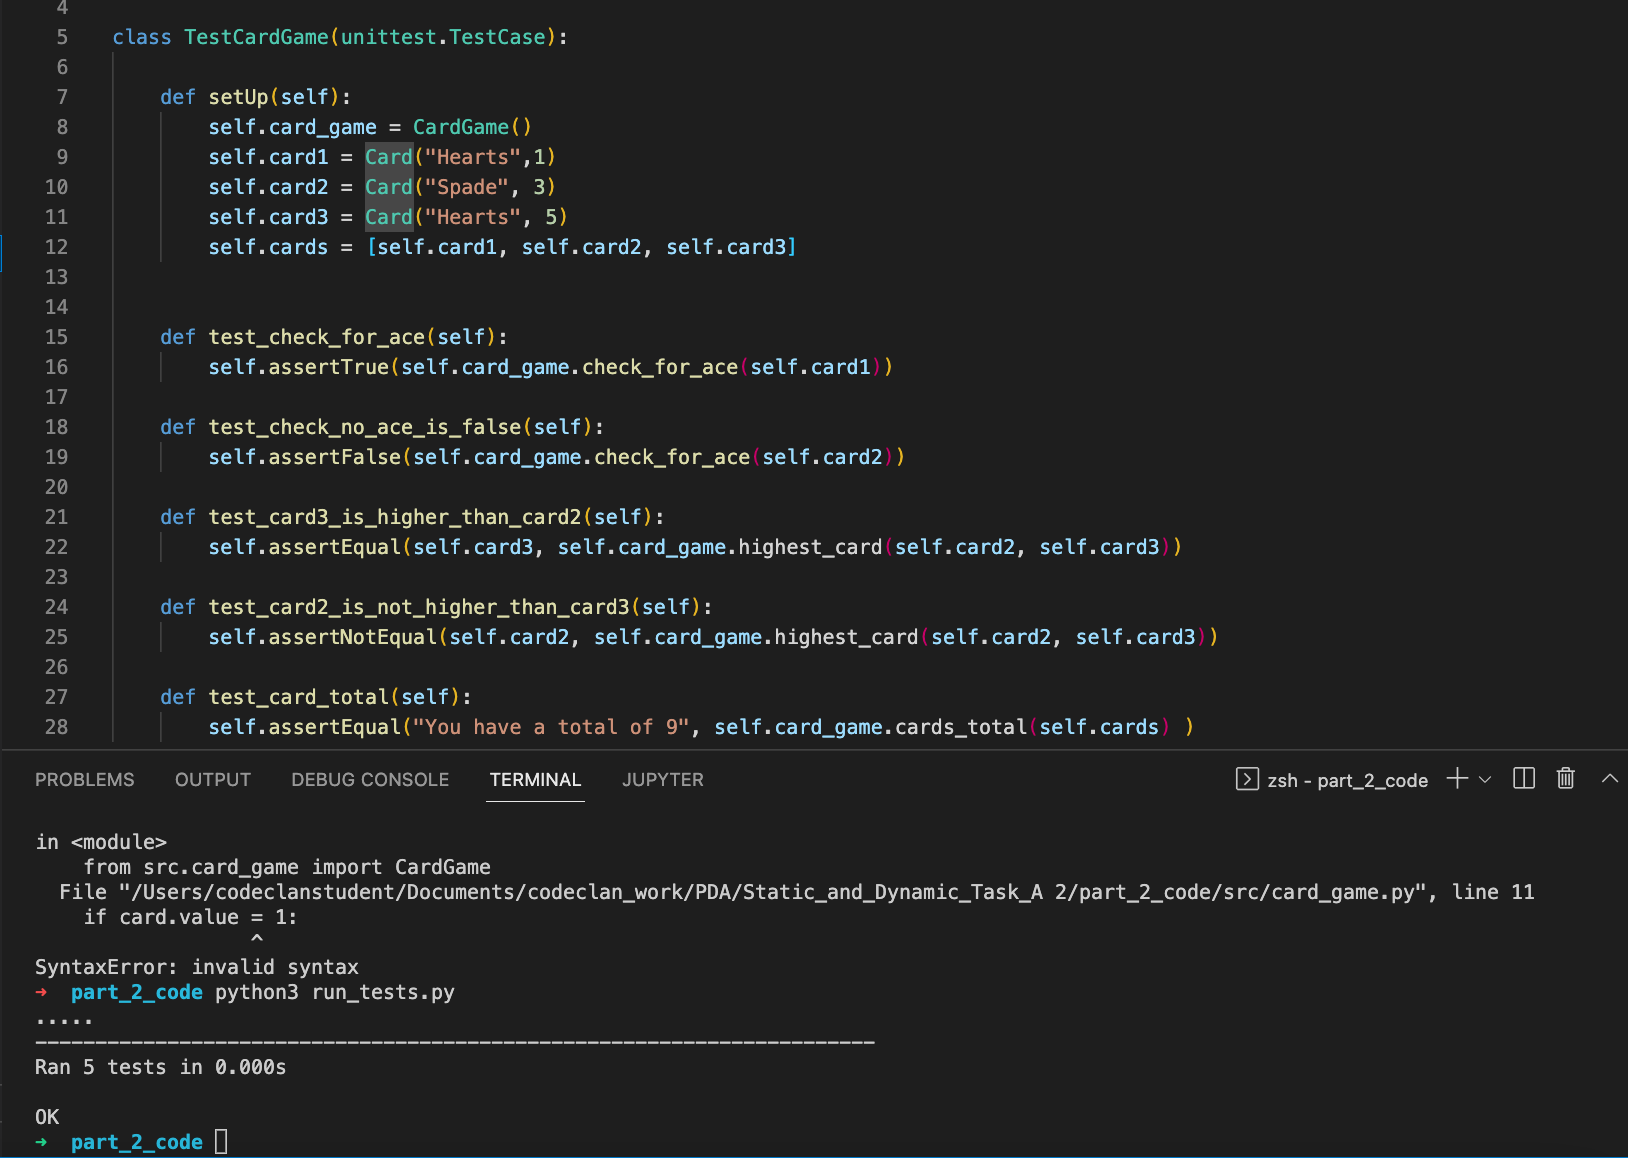 4
5 class TestCardGame(unittest.TestCase):
6
7 def setUp(self):
8 self.card_game = CardGame()
9 self.card1 = Card("Hearts",1)
10 self.card2 = Card("Spade", 3)
11 self.card3 = Card("Hearts", 5)
12 self.cards = [self.card1, self.card2, self.card3]
13
14
15 def test_check_for_ace(self):
16 self.assertTrue(self.card_game.check_for_ace(self.card1))
17
18 def test_check_no_ace_is_false(self):
19 self.assertFalse(self.card_game.check_for_ace(self.card2))
20
21 def test_card3_is_higher_than_card2(self):
22 self.assertEqual(self.card3, self.card_game.highest_card(self.card2, self.card3))
23
24 def test_card2_is_not_higher_than_card3(self):
25 self.assertNotEqual(self.card2, self.card_game.highest_card(self.card2, self.card3))
26
27 def test_card_total(self):
28 self.assertEqual("You have a total of 9", self.card_game.cards_total(self.cards) )
PROBLEMS OUTPUT DEBUG CONSOLE TERMINAL JUPYTER zsh - part_2_code
in <module>
from src.card_game import CardGame
File "/Users/codeclanstudent/Documents/codeclan_work/PDA/Static_and_Dynamic_Task_A 2/part_2_code/src/card_game.py", line 11
if card.value = 1:
^
SyntaxError: invalid syntax
→ part_2_code python3 run_tests.py
.....
----------------------------------------------------------------------
Ran 5 tests in 0.000s
OK
→ part_2_code